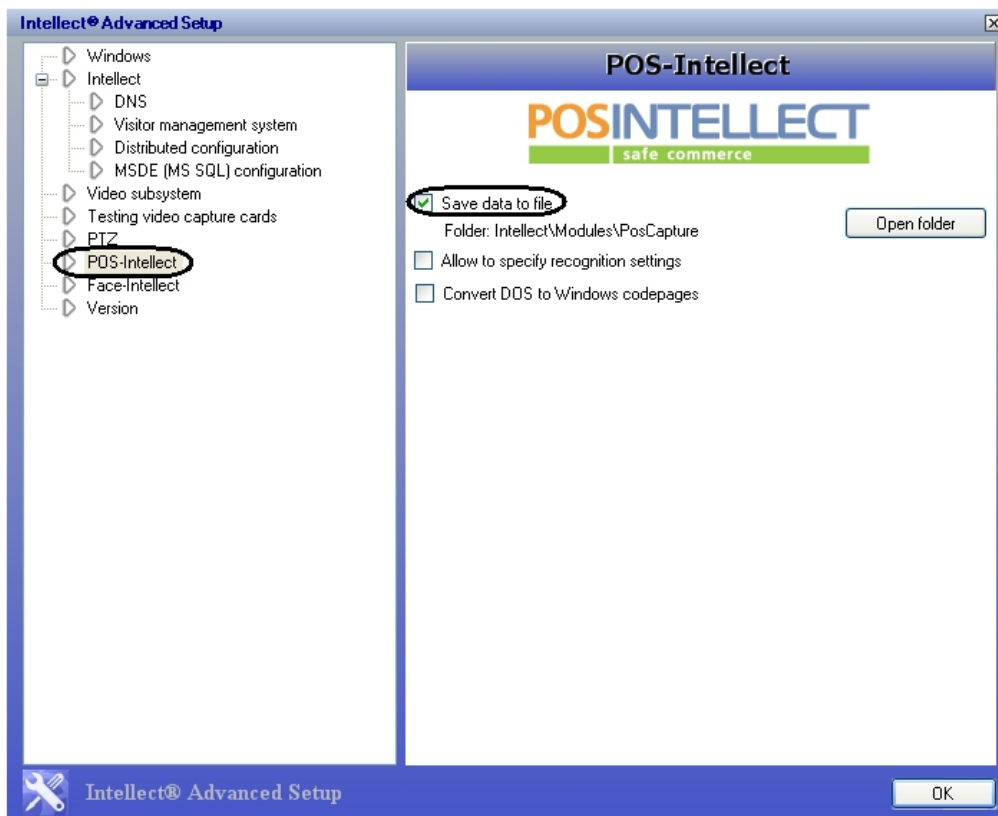 Intellect® Advanced Setup
Windows
Intellect
DNS
Visitor management system
Distributed configuration
MSDE (MS SQL) configuration
Video subsystem
Testing video capture cards
PTZ
POS-Intellect
Face-Intellect
Version
POS-Intellect
POSINTELLECT
safe commerce
Save data to file
Folder: Intellect\Modules\PosCapture
Open folder
Allow to specify recognition settings
Convert DOS to Windows codepages
Intellect® Advanced Setup
OK